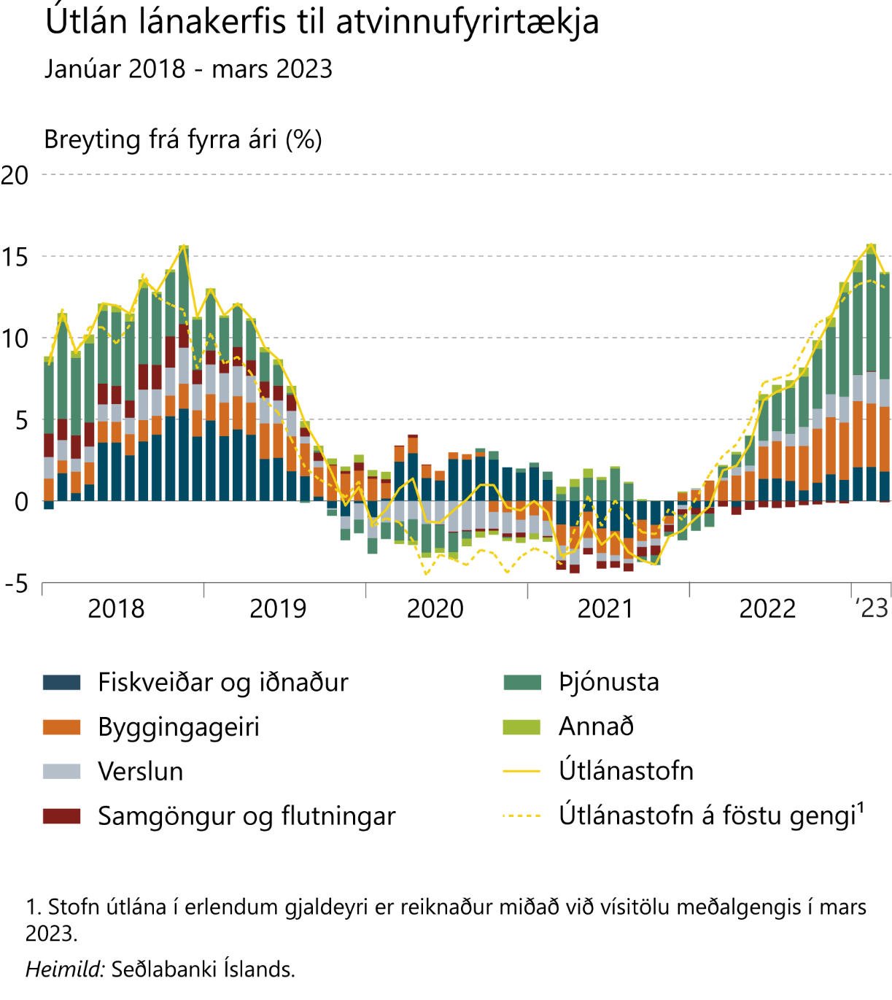 Útlán lánakerfis til atvinnufyrirtækja
Janúar 2018 - mars 2023
Breyting frá fyrra ári (%)
20
15
10
5
0
-5
2018 2019 2020 2021 2022 ’23
Fiskveiðar og iðnaður
Byggingageiri
Verslun
Samgöngur og flutningar
Þjónusta
Annað
Útlánastofn
Útlánastofn á föstu gengi¹
1. Stofn útlána í erlendum gjaldeyri er reiknaður miðað við vísitölu meðalgengis í mars
2023.
Heimild: Seðlabanki Íslands.